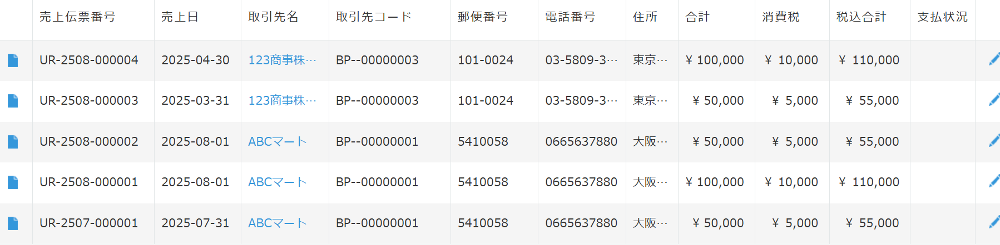 売上伝票番号 売上日 取引先名 取引先コード 郵便番号 電話番号 住所 合計 消費税 税込合計 支払状況
UR-2508-000004 2025-04-30 123商事株… BP--00000003 101-0024 03-5809-3… 東京… ¥ 100,000 ¥ 10,000 ¥ 110,000
UR-2508-000003 2025-03-31 123商事株… BP--00000003 101-0024 03-5809-3… 東京… ¥ 50,000 ¥ 5,000 ¥ 55,000
UR-2508-000002 2025-08-01 ABCマート BP--00000001 5410058 0665637880 大阪… ¥ 50,000 ¥ 5,000 ¥ 55,000
UR-2508-000001 2025-08-01 ABCマート BP--00000001 5410058 0665637880 大阪… ¥ 100,000 ¥ 10,000 ¥ 110,000
UR-2507-000001 2025-07-31 ABCマート BP--00000001 5410058 0665637880 大阪… ¥ 50,000 ¥ 5,000 ¥ 55,000